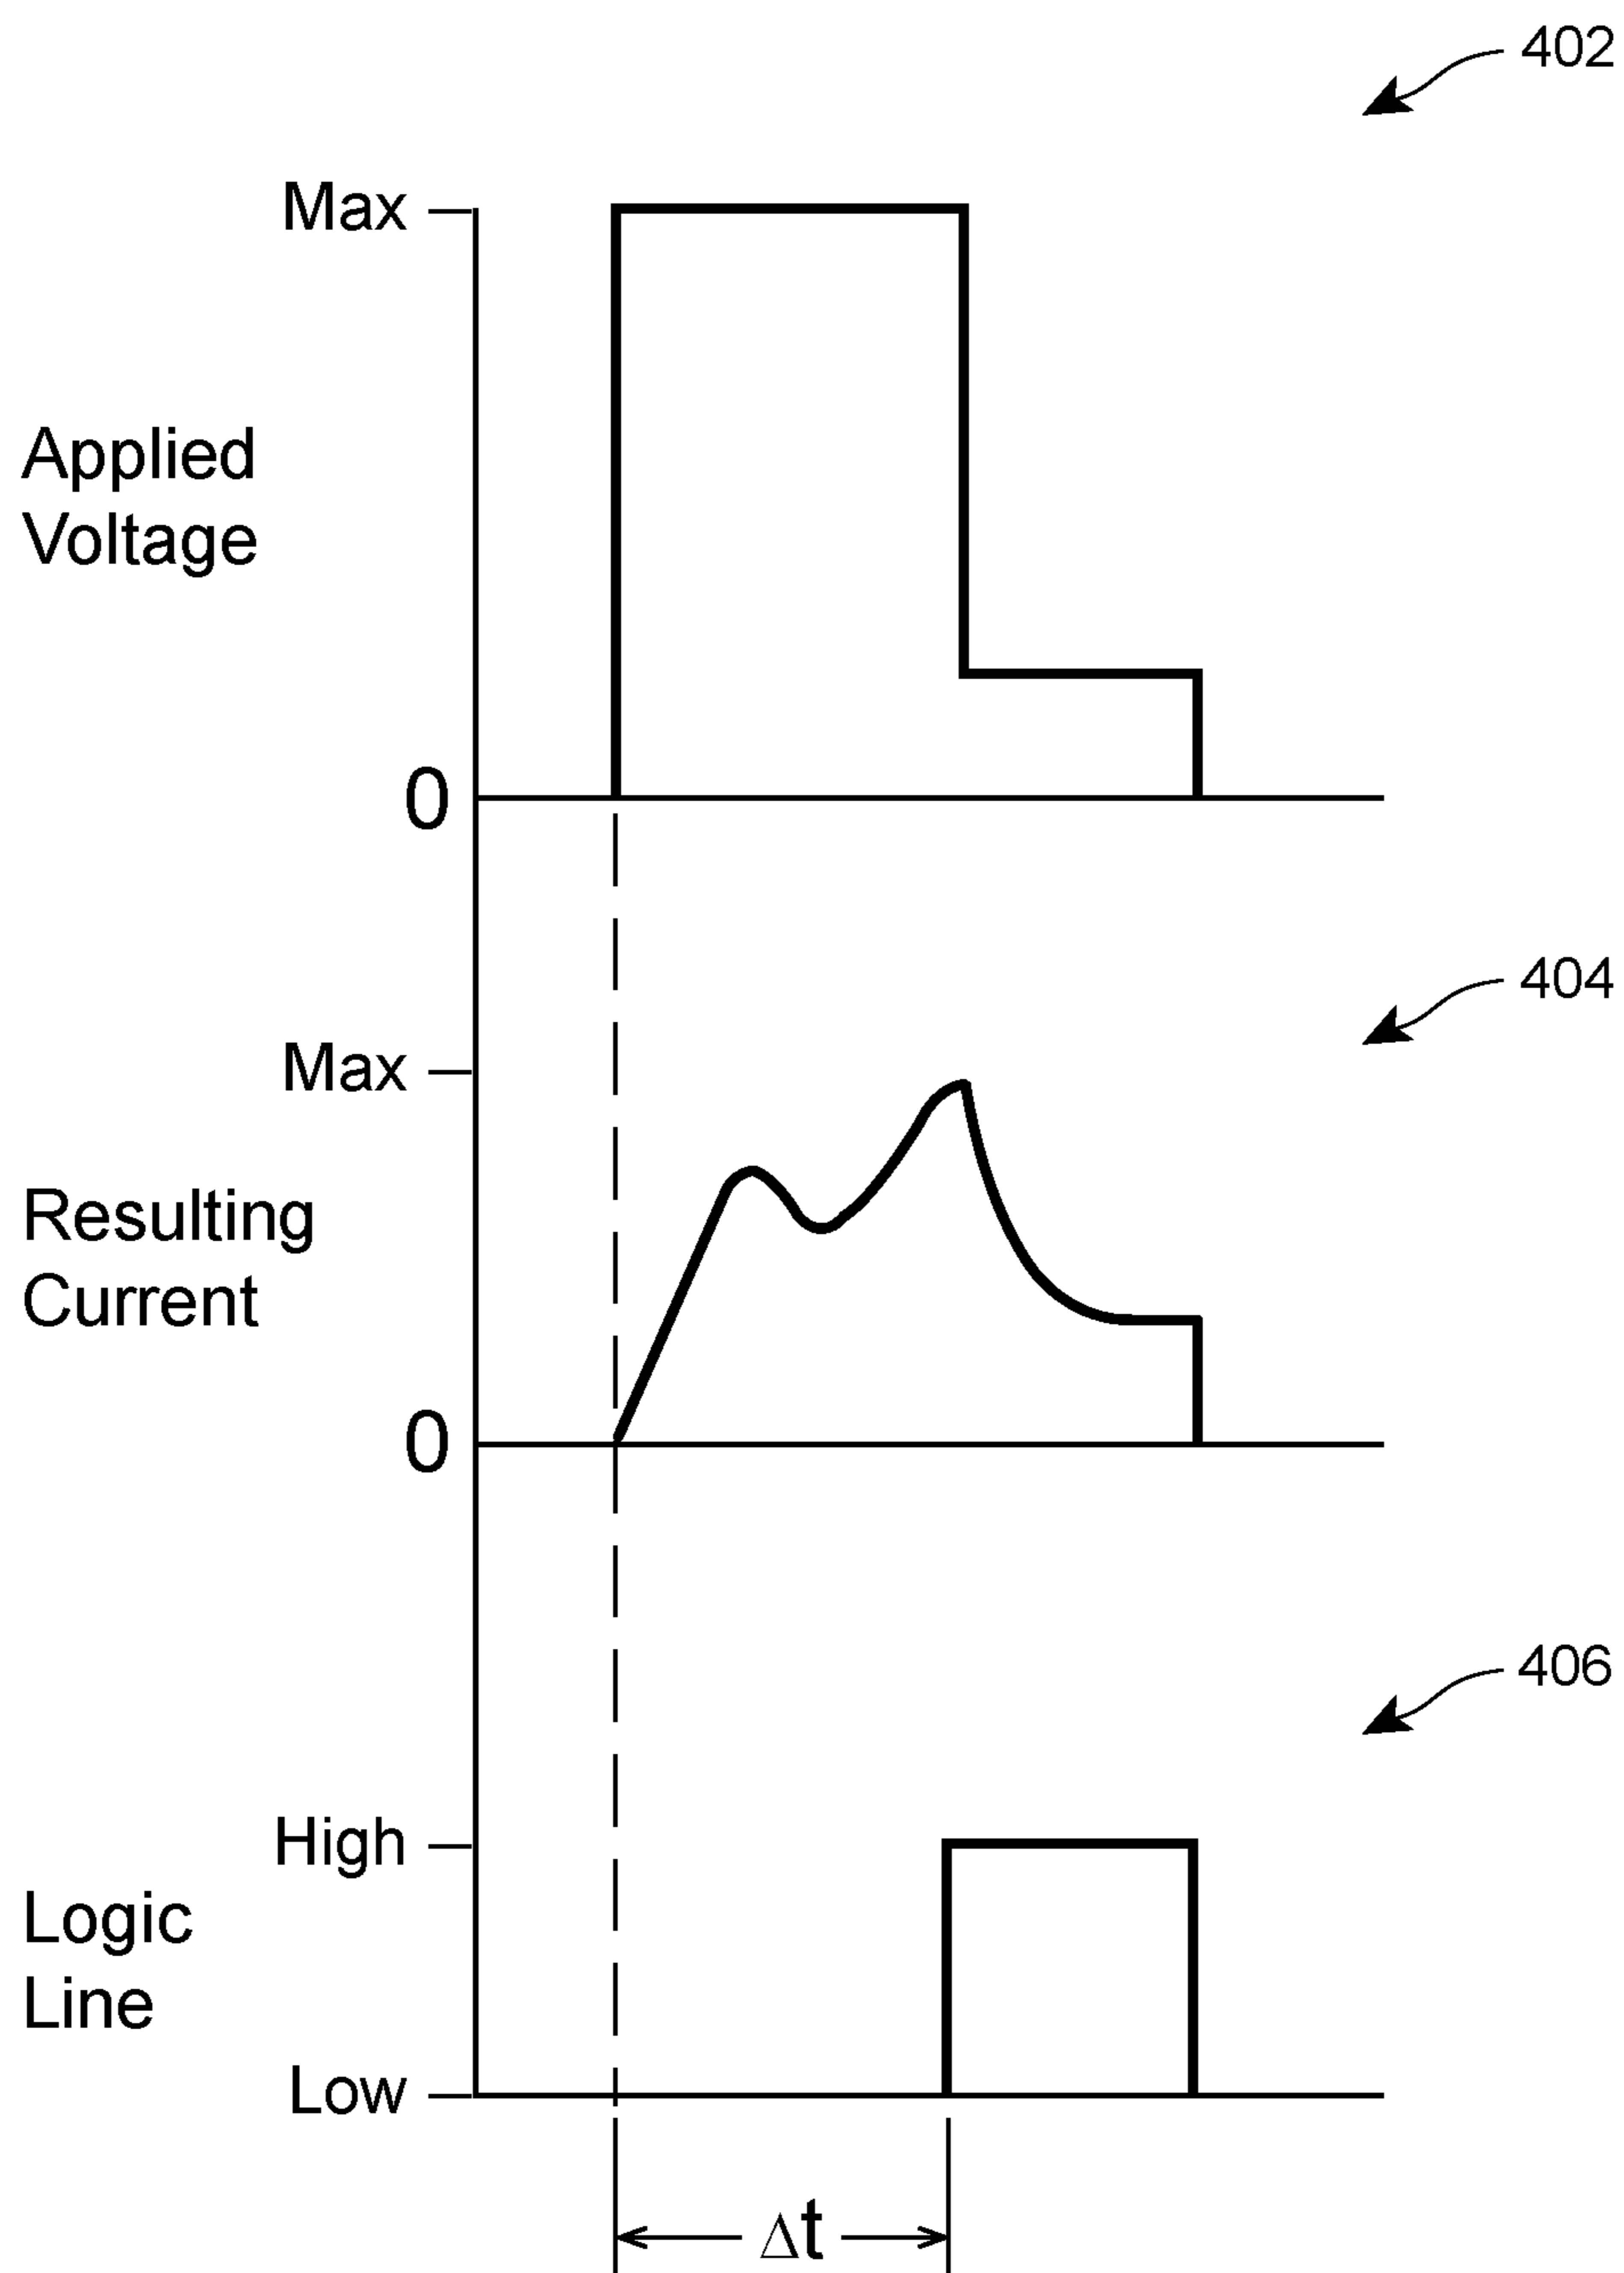 402
Max
Applied
Voltage
0
404
Max
Resulting
Current
0
406
High
Logic
Line
Low
Δt